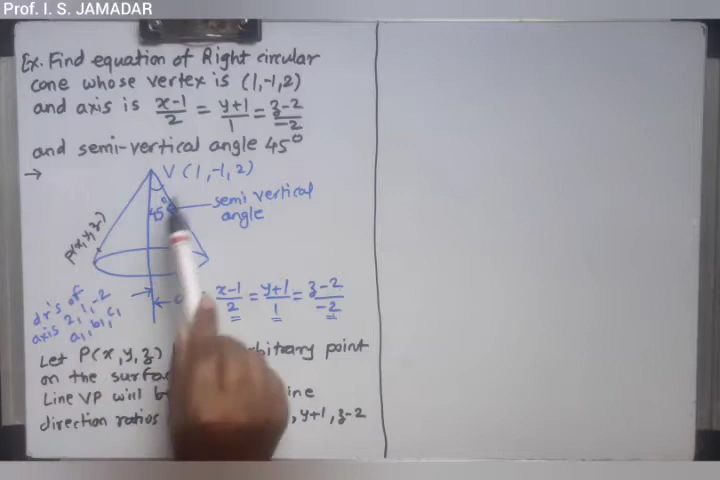 Prof. I. S. JAMADAR
Ex. Find equation of Right circular
cone whose vertex is (1,-1,2)
and axis is x-1/2 = y+1/1 = z-2/-2
and semi-vertical angle 45°
→
V(1,-1,2)
45°
semi vertical
angle
P(x,y,z)
x-1/2 = y+1/1 = z-2/-2
dr's of
axis 2,1,-2
a₁,b₁,c₁
Let P(x,y,z) arbitrary point
on the
Line VP will
direction ratios , y+1, z-2